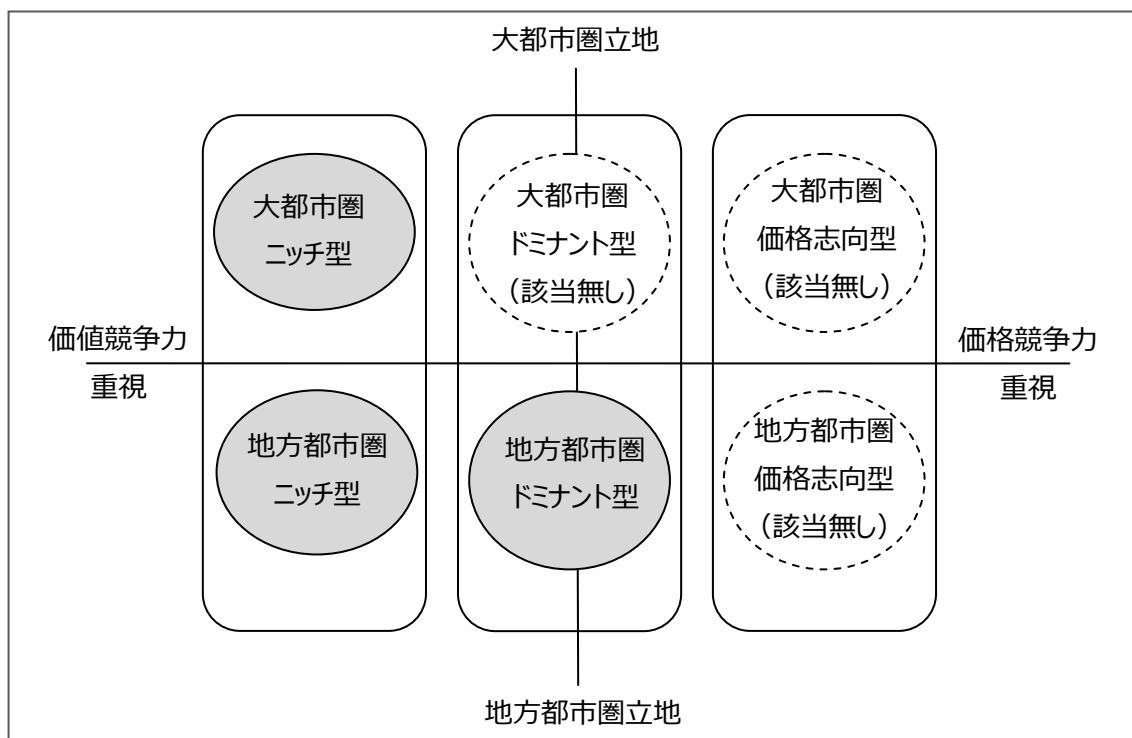 大都市圏立地
大都市圏
ニッチ型
大都市圏
ドミナント型
（該当無し）
大都市圏
価格志向型
（該当無し）
価値競争力
重視
価格競争力
重視
地方都市圏
ニッチ型
地方都市圏
ドミナント型
地方都市圏
価格志向型
（該当無し）
地方都市圏立地